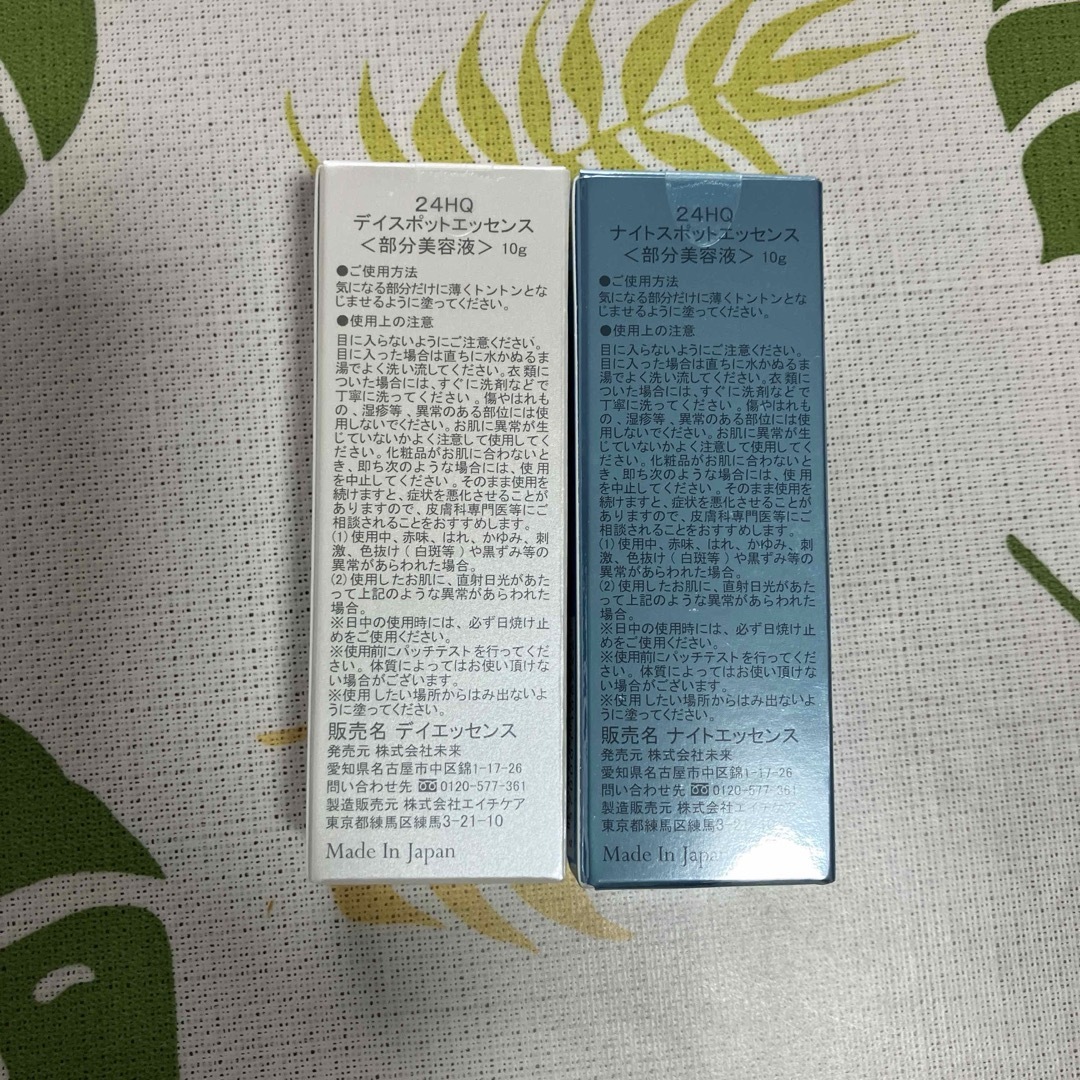 24HQ
デイスポットエッセンス
＜部分美容液＞ 10g
●ご使用方法
気になる部分だけに薄くトントンとな
じませるように塗ってください。
●使用上の注意
目に入らないようにご注意ください。
目に入った場合は直ちに水かぬるま
湯でよく洗い流してください。衣類に
ついた場合には、すぐに洗剤などで
丁寧に洗ってください。傷やはれも
の、湿疹等、異常のある部位には使
用しないでください。お肌に異常が生
じていないかよく注意して使用してく
ださい。化粧品がお肌に合わないと
き、即ち次のような場合には、使用
を中止してください。そのまま使用を
続けますと、症状を悪化させることが
ありますので、皮膚科専門医等にご
相談されることをおすすめします。
(1)使用中、赤味、はれ、かゆみ、刺
激、色抜け(白斑等)や黒ずみ等の
異常があらわれた場合。
(2)使用したお肌に、直射日光があた
って上記のような異常があらわれた
場合。
※日中の使用時には、必ず日焼け止
めをご使用ください。
※使用前にパッチテストを行ってくだ
さい。体質によってはお使い頂けな
い場合がございます。
※使用したい場所からはみ出ないよ
うに塗ってください。
販売名 デイエッセンス
発売元 株式会社未来
愛知県名古屋市中区錦1-17-26
問い合わせ先 0120-577-361
製造販売元 株式会社エイチケア
東京都練馬区練馬3-21-10
Made In Japan
24HQ
ナイトスポットエッセンス
＜部分美容液＞ 10g
●ご使用方法
気になる部分だけに薄くトントンとな
じませるように塗ってください。
●使用上の注意
目に入らないようにご注意ください。
目に入った場合は直ちに水かぬるま
湯でよく洗い流してください。衣類に
ついた場合には、すぐに洗剤などで
丁寧に洗ってください。傷やはれも
の、湿疹等、異常のある部位には使
用しないでください。お肌に異常が生
じていないかよく注意して使用してく
ださい。化粧品がお肌に合わないと
き、即ち次のような場合には、使用
を中止してください。そのまま使用を
続けますと、症状を悪化させることが
ありますので、皮膚科専門医等にご
相談されることをおすすめします。
(1)使用中、赤味、はれ、かゆみ、刺
激、色抜け(白斑等)や黒ずみ等の
異常があらわれた場合。
(2)使用したお肌に、直射日光があた
って上記のような異常があらわれた
場合。
※日中の使用時には、必ず日焼け止
めをご使用ください。
※使用前にパッチテストを行ってくだ
さい。体質によってはお使い頂けな
い場合がございます。
※使用したい場所からはみ出ないよ
うに塗ってください。
販売名 ナイトエッセンス
発売元 株式会社未来
愛知県名古屋市中区錦1-17-26
問い合わせ先 0120-577-361
製造販売元 株式会社エイチケア
東京都練馬区練馬3-
Made In Japan